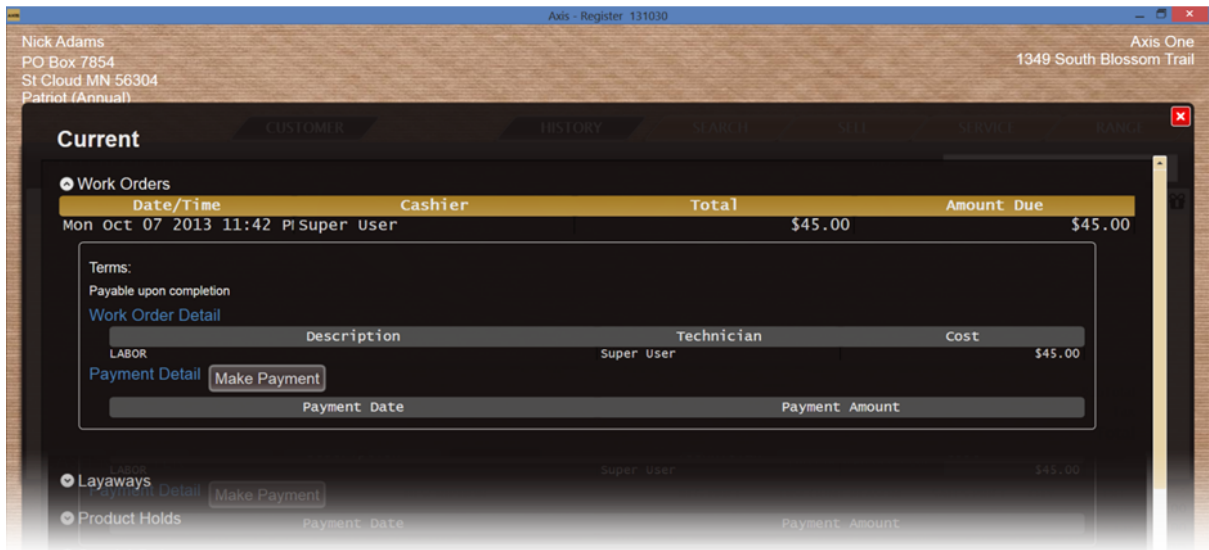 AXIS
Axis - Register 131030
Nick Adams
Axis One
PO Box 7854
1349 South Blossom Trail
St Cloud MN 56304
Patriot (Annual)
CUSTOMER HISTORY SEARCH SELL SERVICE RANGE
Current
Work Orders
Date/Time Cashier Total Amount Due
Mon Oct 07 2013 11:42 P Super User $45.00 $45.00
Terms:
Payable upon completion
Work Order Detail
Description Technician Cost
LABOR Super User $45.00
Payment Detail Make Payment
Payment Date Payment Amount
LABOR Super User $45.00
Layaways
Payment Detail Make Payment
Product Holds
Payment Date Payment Amount